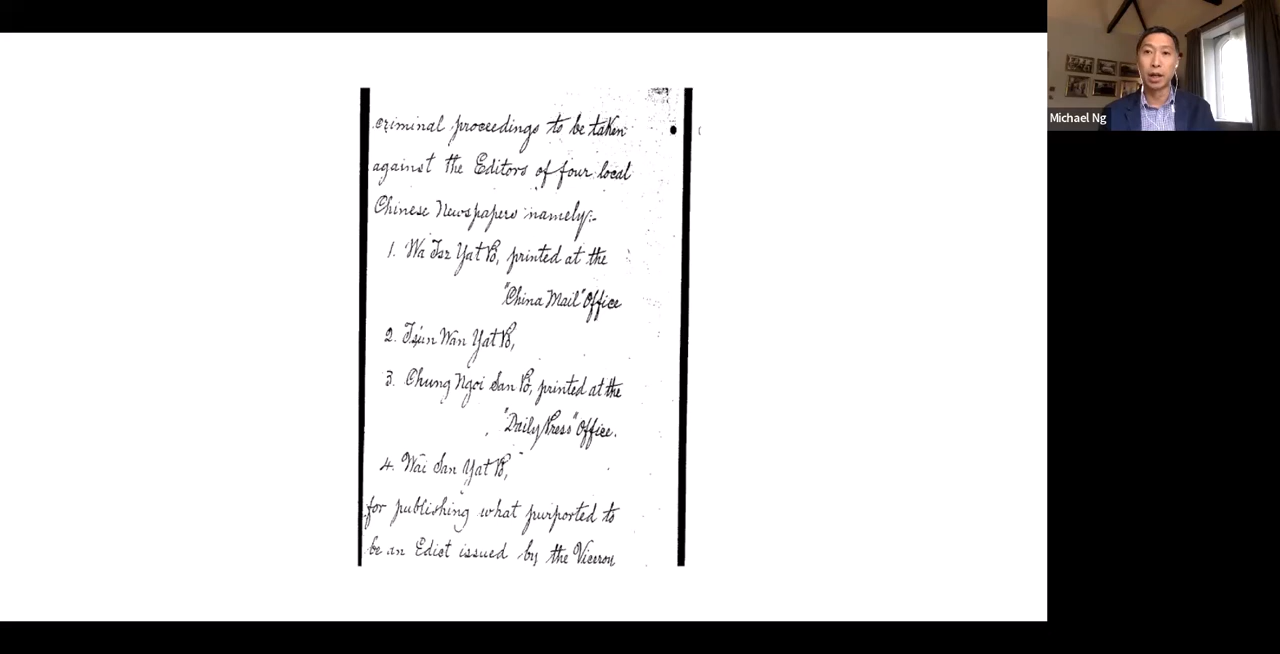 criminal proceedings to be taken
against the Editors of four local
Chinese Newspapers namely:-
1. Wa Tsz Yat Po, printed at the
"China Mail" Office
2. Tsun Wan Yat Po,
3. Chung Ngoi San Po, printed at the
"Daily Press" Office.
4. Wai San Yat Po,
for publishing what purported to
be an Edict issued by the Viceroy
Michael Ng